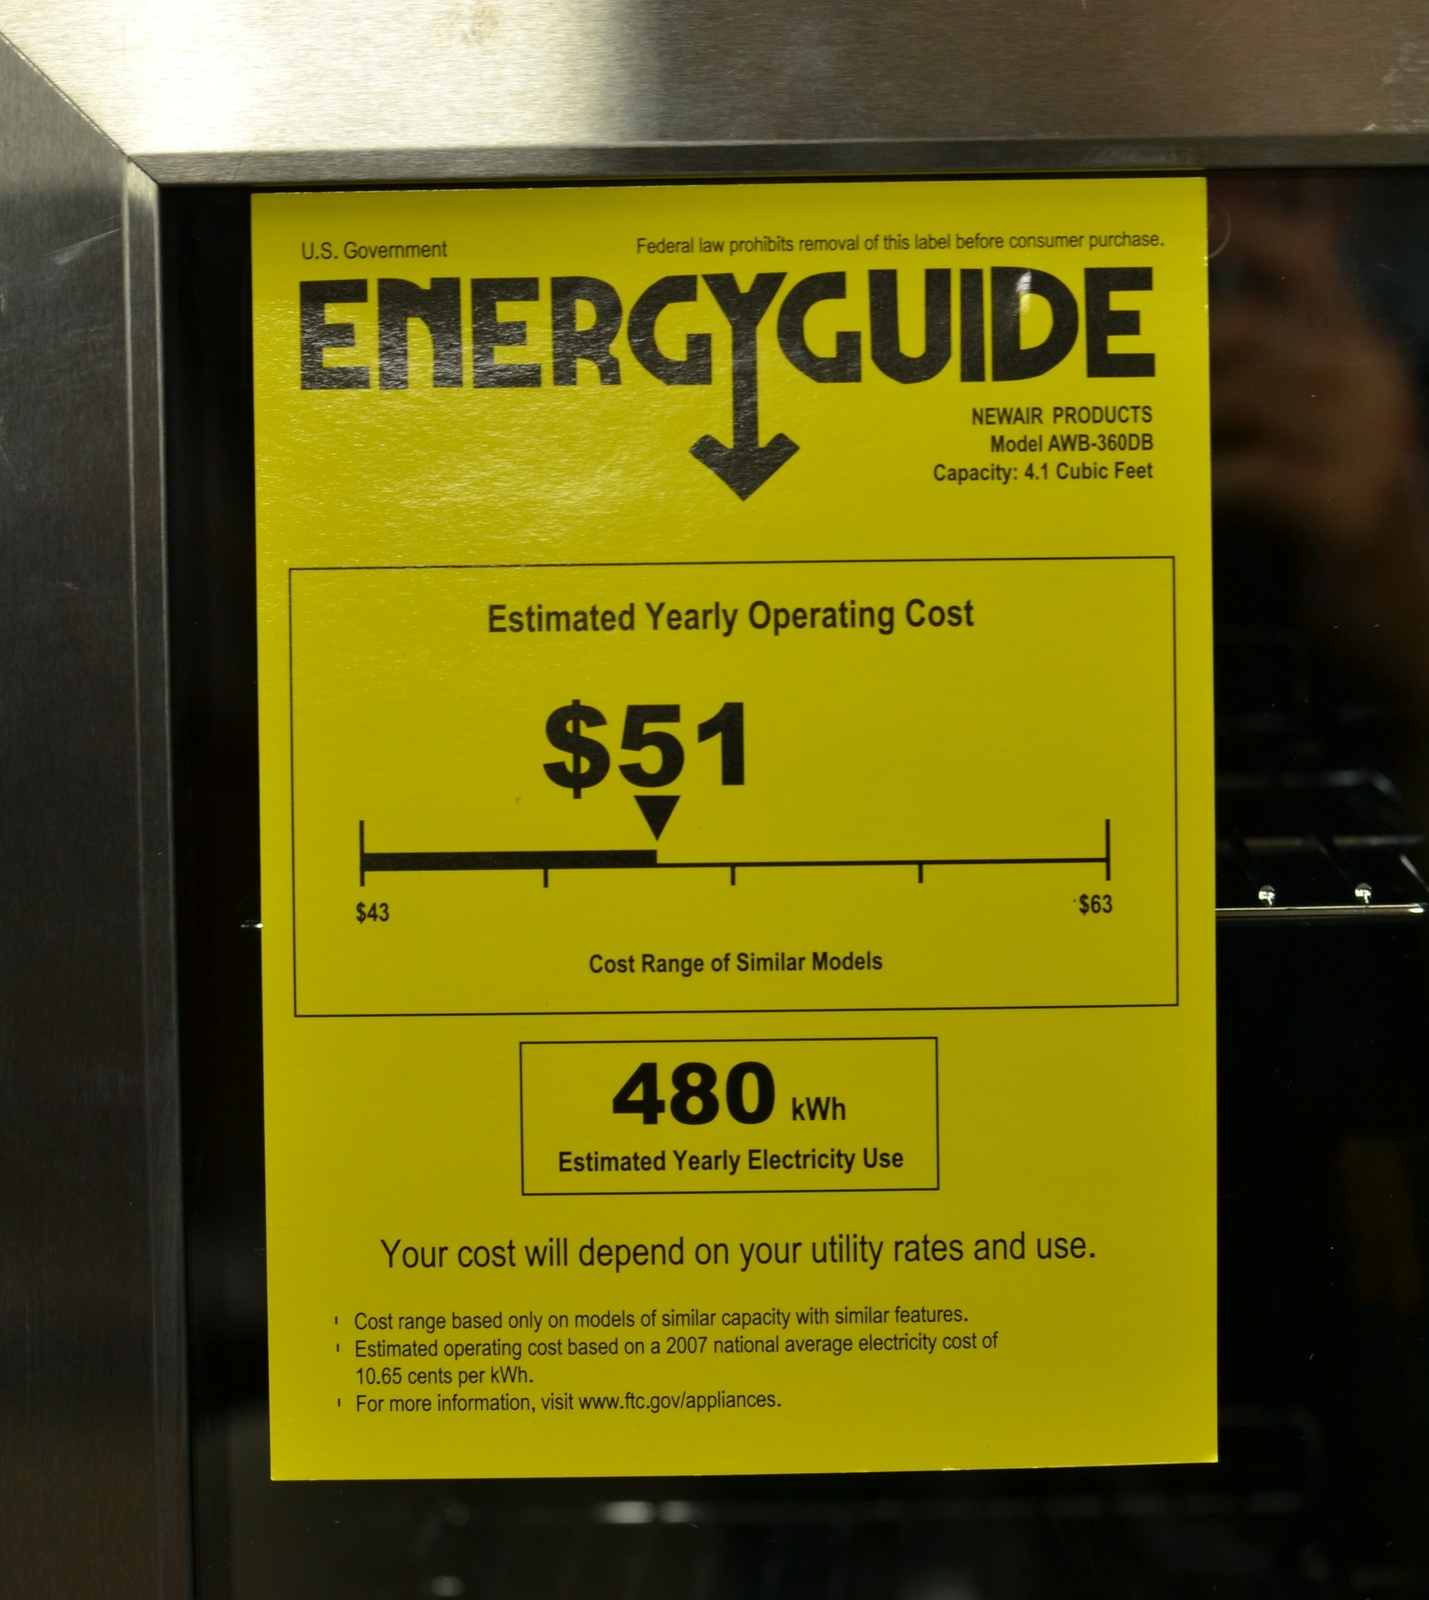 U.S. Government
Federal law prohibits removal of this label before consumer purchase.
ENERGYGUIDE
NEWAIR PRODUCTS
Model AWB-360DB
Capacity: 4.1 Cubic Feet
Estimated Yearly Operating Cost
$51
$43
$63
Cost Range of Similar Models
480 kWh
Estimated Yearly Electricity Use
Your cost will depend on your utility rates and use.
Cost range based only on models of similar capacity with similar features.
Estimated operating cost based on a 2007 national average electricity cost of
10.65 cents per kWh.
For more information, visit www.ftc.gov/appliances.